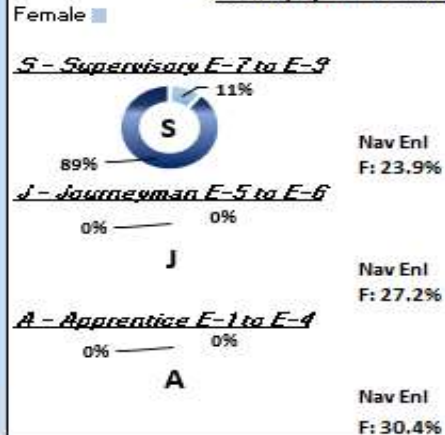 Female
S - Supervisory E-7 to E-9
11%
S
89%
Nav Enl
F: 23.9%
J - Journeyman E-5 to E-6
0%
0%
J
Nav Enl
F: 27.2%
A - Apprentice E-1 to E-4
0%
0%
A
Nav Enl
F: 30.4%